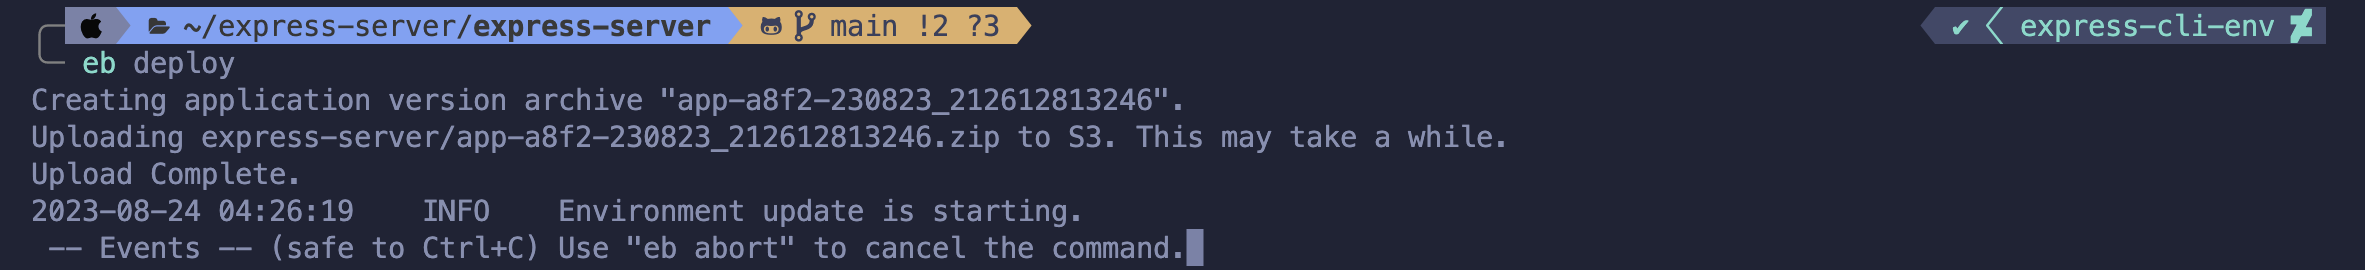 ~/express-server/express-server main !2 ?3 ✔ express-cli-env
eb deploy
Creating application version archive "app-a8f2-230823_212612813246".
Uploading express-server/app-a8f2-230823_212612813246.zip to S3. This may take a while.
Upload Complete.
2023-08-24 04:26:19    INFO    Environment update is starting.
 -- Events -- (safe to Ctrl+C) Use "eb abort" to cancel the command.